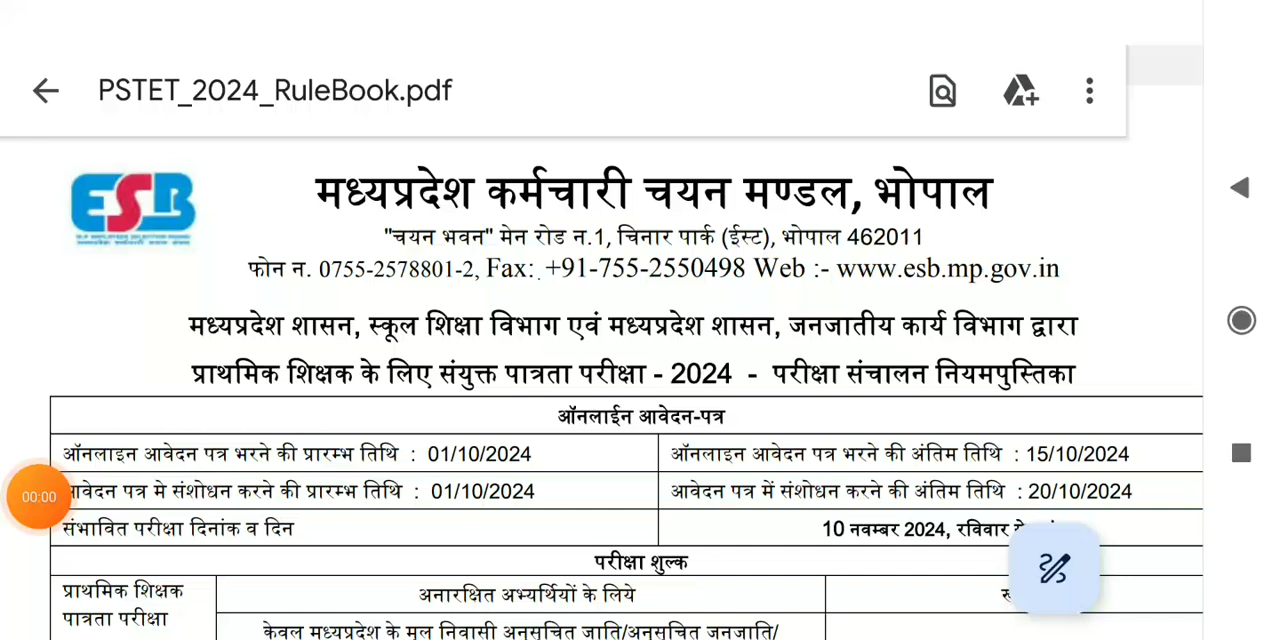 PSTET_2024_RuleBook.pdf
ESB
मध्यप्रदेश कर्मचारी चयन मण्डल, भोपाल
"चयन भवन" मेन रोड न.1, चिनार पार्क (ईस्ट), भोपाल 462011
फोन न. 0755-2578801-2, Fax: +91-755-2550498 Web :- www.esb.mp.gov.in
मध्यप्रदेश शासन, स्कूल शिक्षा विभाग एवं मध्यप्रदेश शासन, जनजातीय कार्य विभाग द्वारा
प्राथमिक शिक्षक के लिए संयुक्त पात्रता परीक्षा - 2024 - परीक्षा संचालन नियमपुस्तिका
ऑनलाईन आवेदन-पत्र
ऑनलाइन आवेदन पत्र भरने की प्रारम्भ तिथि : 01/10/2024
ऑनलाइन आवेदन पत्र भरने की अंतिम तिथि : 15/10/2024
00:00
आवेदन पत्र मे संशोधन करने की प्रारम्भ तिथि : 01/10/2024
आवेदन पत्र में संशोधन करने की अंतिम तिथि : 20/10/2024
संभावित परीक्षा दिनांक व दिन
10 नवम्बर 2024, रविवार
परीक्षा शुल्क
प्राथमिक शिक्षक
पात्रता परीक्षा
अनारक्षित अभ्यर्थियों के लिये
केवल मध्यप्रदेश के मूल निवासी अनुसूचित जाति/अनुसूचित जनजाति/